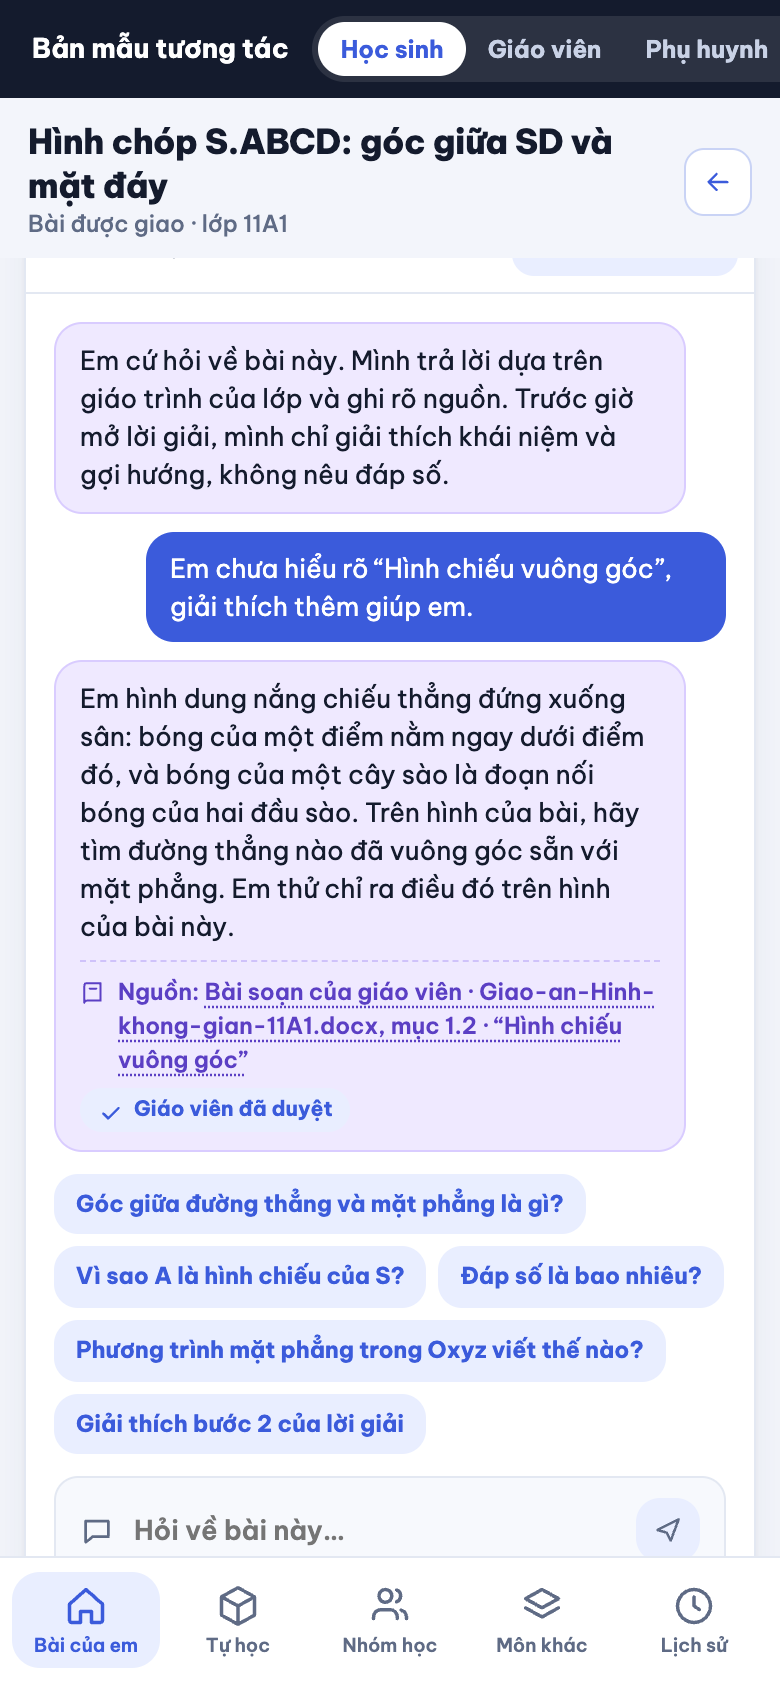 Bản mẫu tương tác
Học sinh
Giáo viên
Phụ huynh
Hình chóp S.ABCD: góc giữa SD và
mặt đáy
Bài được giao · lớp 11A1
Em cứ hỏi về bài này. Mình trả lời dựa trên
giáo trình của lớp và ghi rõ nguồn. Trước giờ
mở lời giải, mình chỉ giải thích khái niệm và
gợi hướng, không nêu đáp số.
Em chưa hiểu rõ “Hình chiếu vuông góc”,
giải thích thêm giúp em.
Em hình dung nắng chiếu thẳng đứng xuống
sân: bóng của một điểm nằm ngay dưới điểm
đó, và bóng của một cây sào là đoạn nối
bóng của hai đầu sào. Trên hình của bài, hãy
tìm đường thẳng nào đã vuông góc sẵn với
mặt phẳng. Em thử chỉ ra điều đó trên hình
của bài này.
Nguồn: Bài soạn của giáo viên · Giao-an-Hinh-
khong-gian-11A1.docx, mục 1.2 · “Hình chiếu
vuông góc”
Giáo viên đã duyệt
Góc giữa đường thẳng và mặt phẳng là gì?
Vì sao A là hình chiếu của S?
Đáp số là bao nhiêu?
Phương trình mặt phẳng trong Oxyz viết thế nào?
Giải thích bước 2 của lời giải
Hỏi về bài này...
Bài của em
Tự học
Nhóm học
Môn khác
Lịch sử